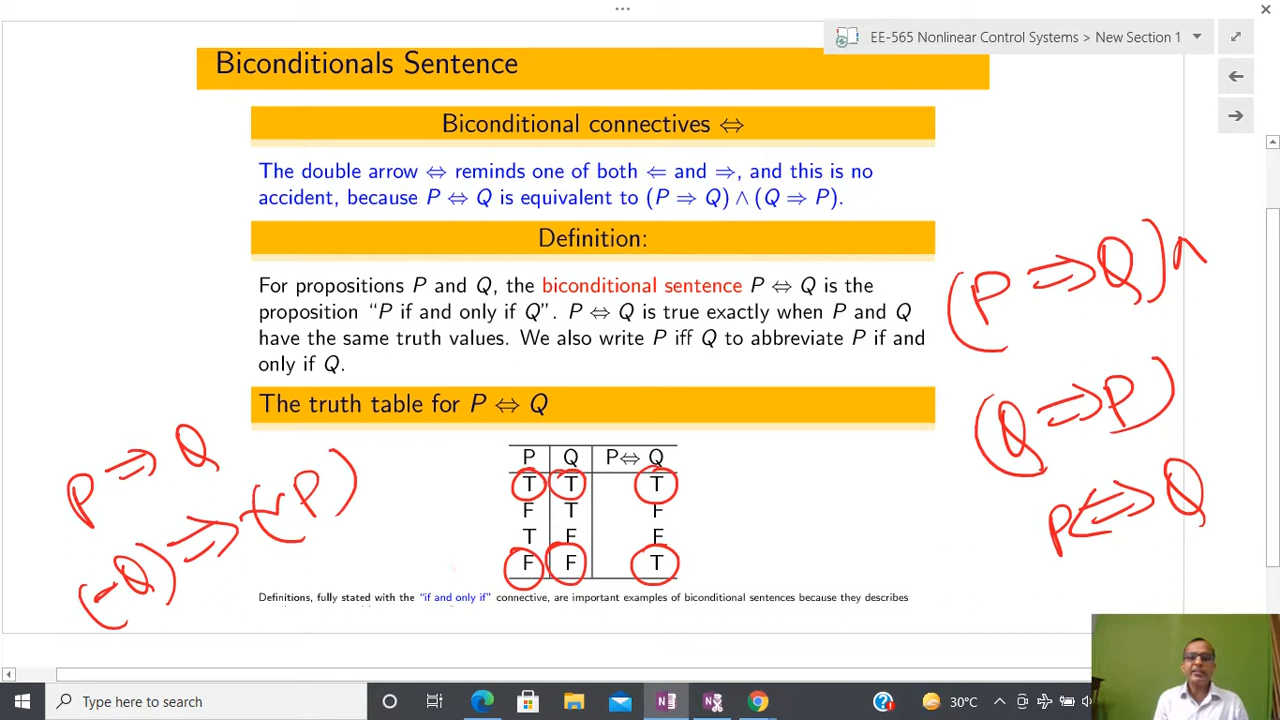 EE-565 Nonlinear Control Systems > New Section 1
Biconditionals Sentence
Biconditional connectives ⇔
The double arrow ⇔ reminds one of both ⇐ and ⇒, and this is no
accident, because P ⇔ Q is equivalent to (P ⇒ Q) ∧ (Q ⇒ P).
Definition:
For propositions P and Q, the biconditional sentence P ⇔ Q is the
proposition “P if and only if Q”. P ⇔ Q is true exactly when P and Q
have the same truth values. We also write P iff Q to abbreviate P if and
only if Q.
The truth table for P ⇔ Q
P Q P⇔ Q
T T T
F T F
T F F
F F T
Definitions, fully stated with the “if and only if” connective, are important examples of biconditional sentences because they describes
(P ⇒ Q) ∧
(Q ⇒ P)
P ⇔ Q
P ⇒ Q
(~Q) ⇒ (~P)
Type here to search
30°C